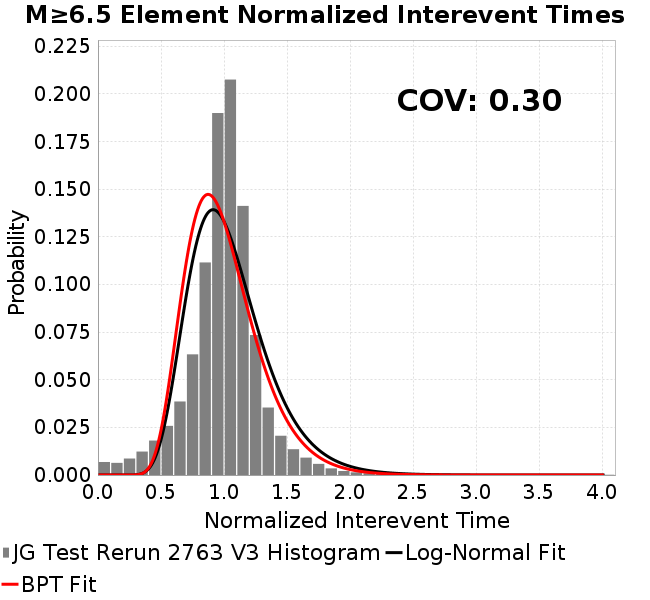 M≥6.5 Element Normalized Interevent Times
0.225
0.200
0.175
0.150
0.125
0.100
0.075
0.050
0.025
0.000
Probability
COV: 0.30
0.0 0.5 1.0 1.5 2.0 2.5 3.0 3.5 4.0
Normalized Interevent Time
JG Test Rerun 2763 V3 Histogram Log-Normal Fit
BPT Fit